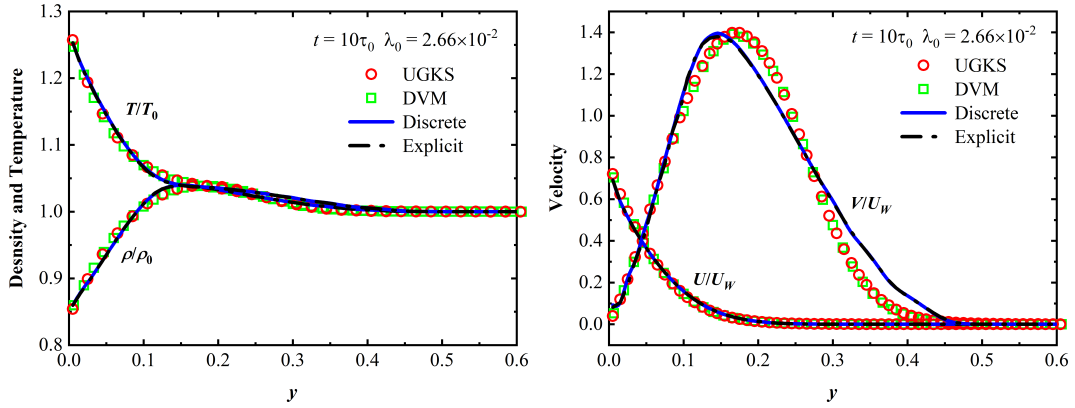 t = 10τ₀ λ₀ = 2.66×10⁻²
UGKS
DVM
Discrete
Explicit
T/T₀
ρ/ρ₀
Desnsity and Temperature
1.3
1.2
1.1
1.0
0.9
0.8
0.0 0.1 0.2 0.3 0.4 0.5 0.6
y
t = 10τ₀ λ₀ = 2.66×10⁻²
UGKS
DVM
Discrete
Explicit
V/U_W
U/U_W
Velocity
1.4
1.2
1.0
0.8
0.6
0.4
0.2
0.0
0.0 0.1 0.2 0.3 0.4 0.5 0.6
y